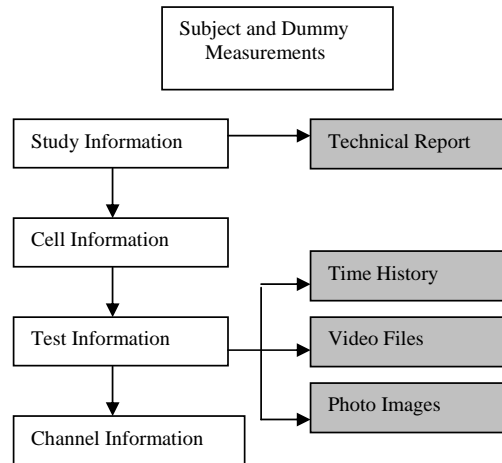 Subject and Dummy
Measurements
Study Information
Technical Report
Cell Information
Time History
Test Information
Video Files
Photo Images
Channel Information